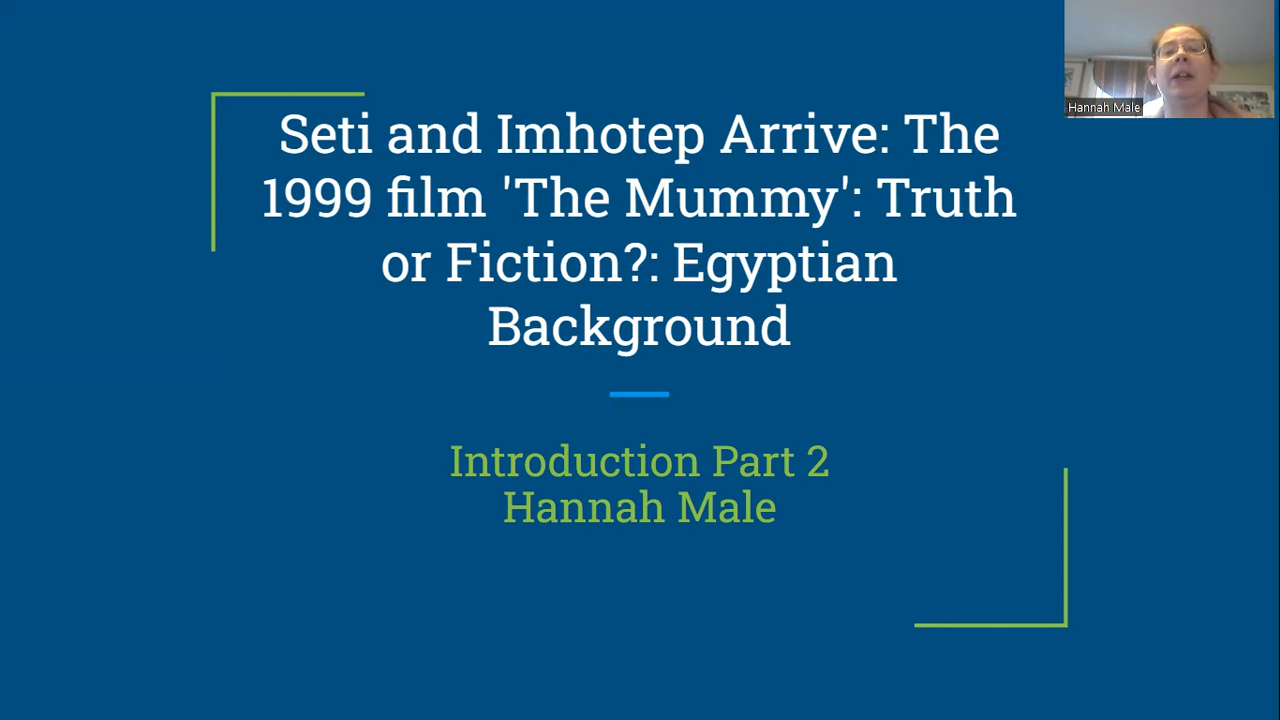 Hannah Male
Seti and Imhotep Arrive: The
1999 film 'The Mummy': Truth
or Fiction?: Egyptian
Background
Introduction Part 2
Hannah Male